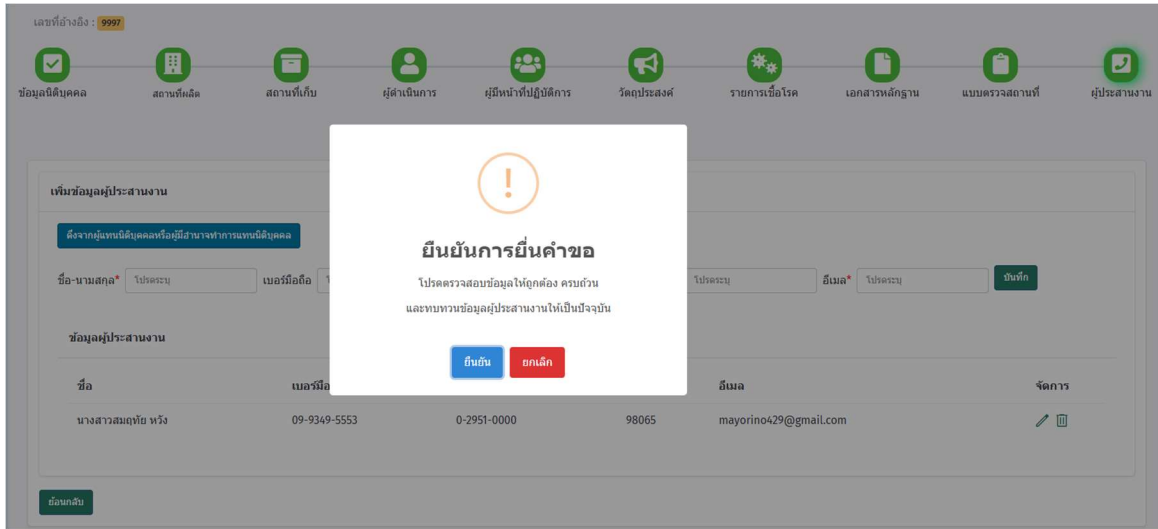 เลขที่อ้างอิง : 9997
ข้อมูลนิติบุคคล สถานที่ผลิต สถานที่เก็บ ผู้ดำเนินการ ผู้มีหน้าที่ปฏิบัติการ วัตถุประสงค์ รายการเชื้อโรค เอกสารหลักฐาน แบบตรวจสถานที่ ผู้ประสานงาน
เพิ่มข้อมูลผู้ประสานงาน
ดึงจากผู้แทนนิติบุคคลหรือผู้มีอำนาจทำการแทนนิติบุคคล
!
ยืนยันการยื่นคำขอ
โปรดตรวจสอบข้อมูลให้ถูกต้อง ครบถ้วน
และทบทวนข้อมูลผู้ประสานงานให้เป็นปัจจุบัน
ยืนยัน ยกเลิก
ชื่อ-นามสกุล* โปรดระบุ เบอร์มือถือ โปรดระบุ อีเมล* โปรดระบุ บันทึก
ข้อมูลผู้ประสานงาน
ชื่อ เบอร์มือ อีเมล จัดการ
นางสาวสมฤทัย หวัง 09-9349-5553 0-2951-0000 98065 mayorino429@gmail.com
ย้อนกลับ